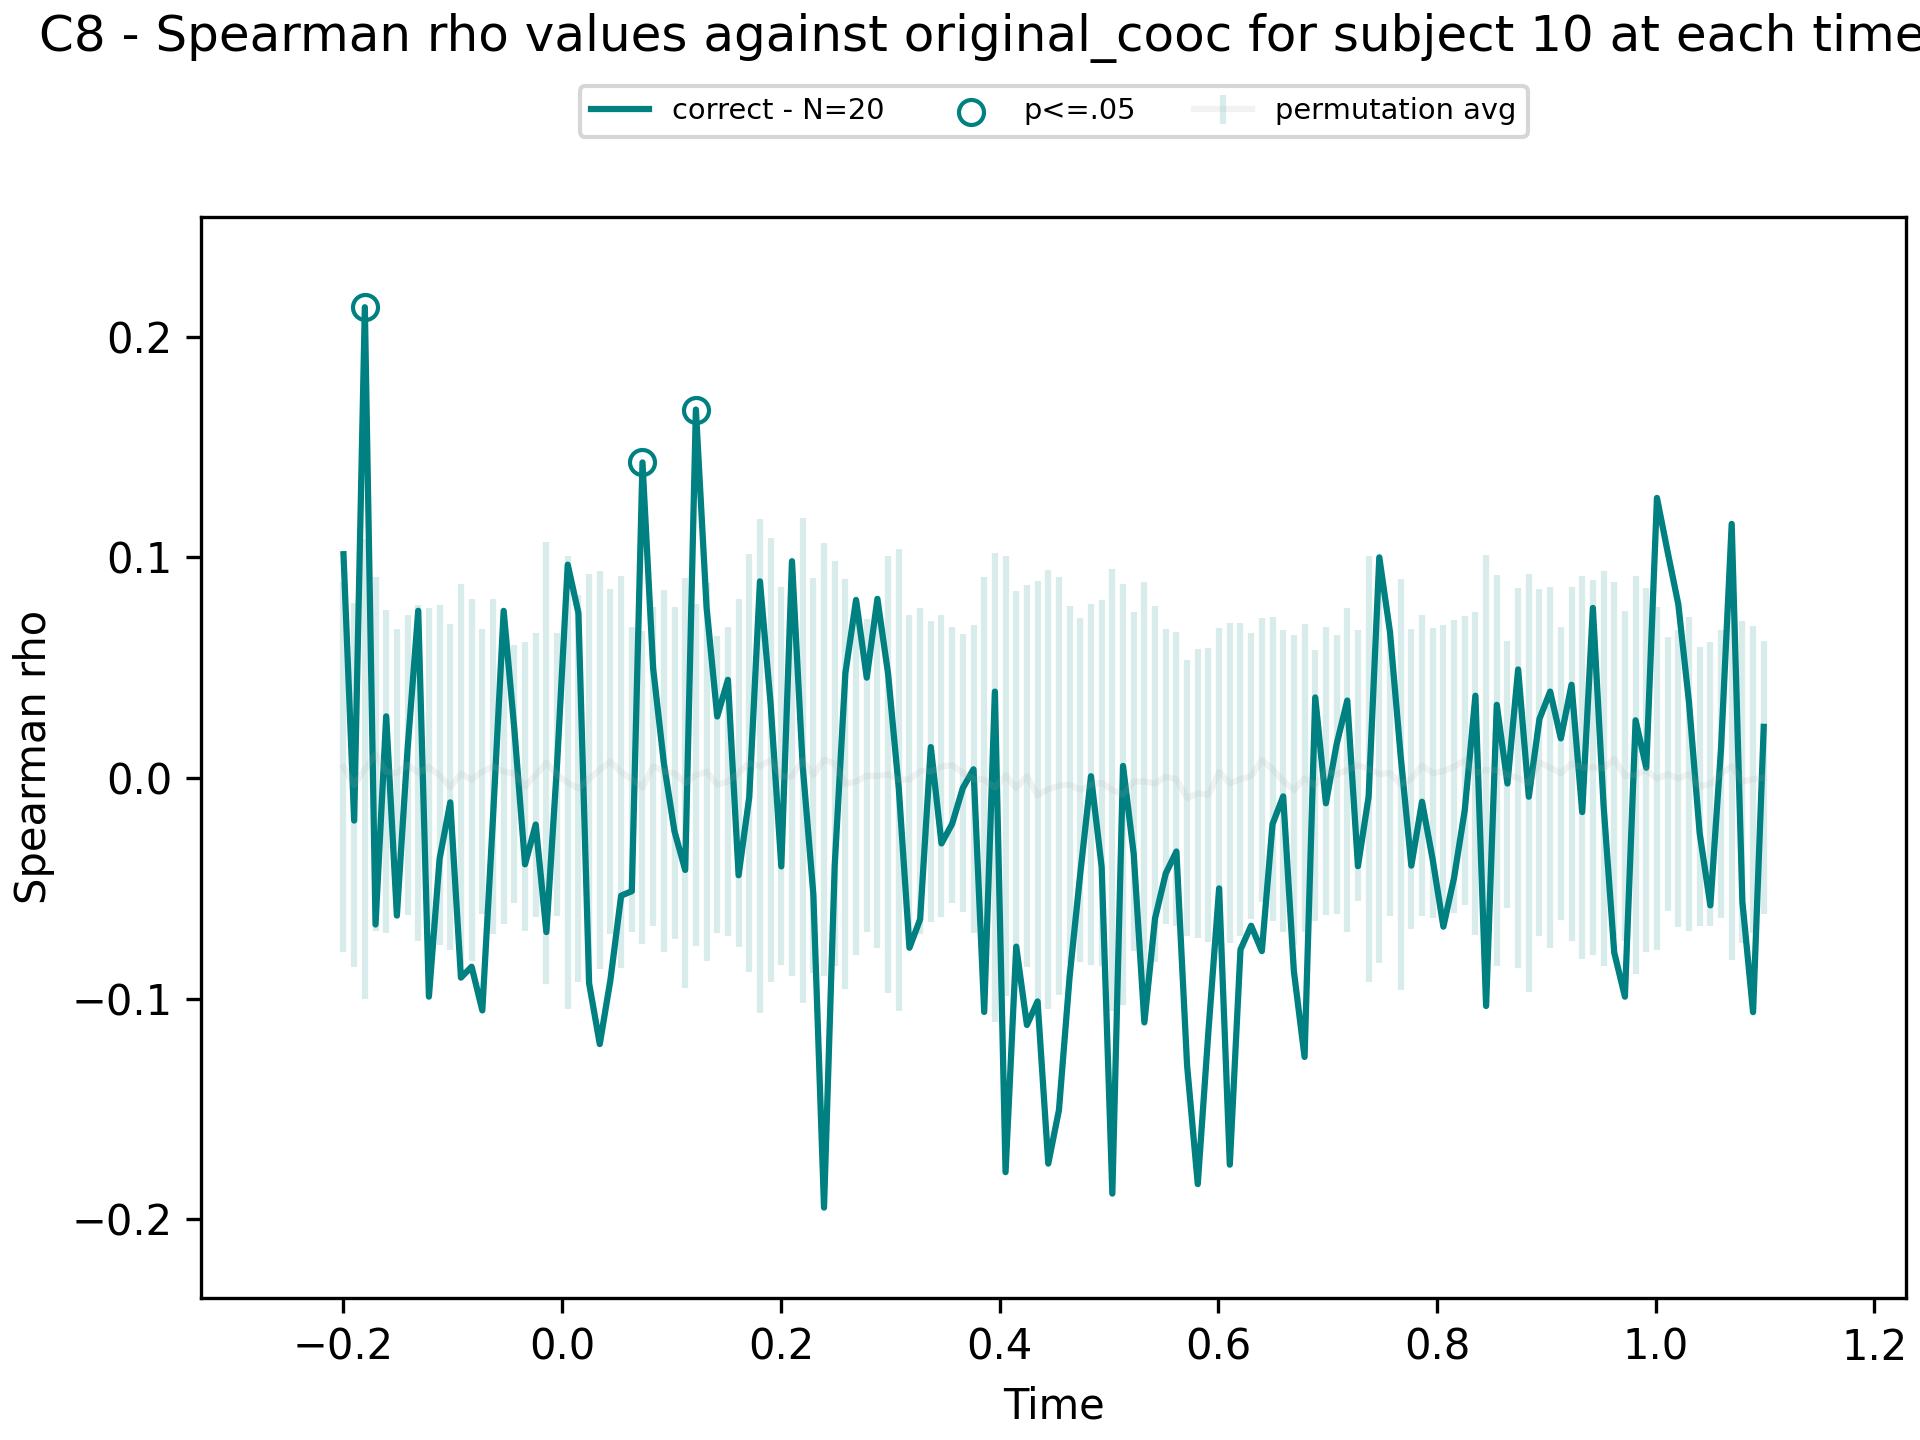 C8 - Spearman rho values against original_cooc for subject 10 at each time
correct - N=20 p<=.05 permutation avg
Spearman rho
0.2
0.1
0.0
−0.1
−0.2
−0.2 0.0 0.2 0.4 0.6 0.8 1.0 1.2
Time